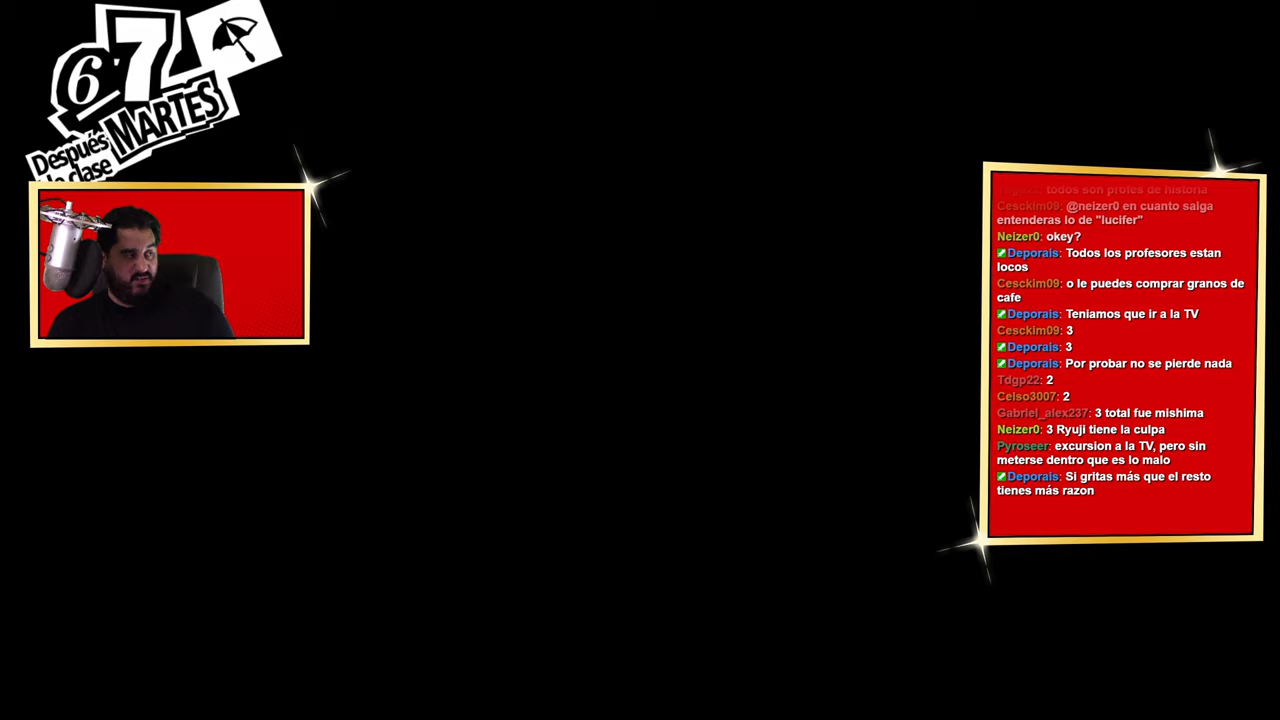 6/7
MARTES
Después
de clase
todos son profes de historia
Cesckim09: @neizer0 en cuanto salga
entenderas lo de "lucifer"
Neizer0: okey?
Deporais: Todos los profesores estan
locos
Cesckim09: o le puedes comprar granos de
cafe
Deporais: Teniamos que ir a la TV
Cesckim09: 3
Deporais: 3
Deporais: Por probar no se pierde nada
Tdgp22: 2
Celso3007: 2
Gabriel_alex237: 3 total fue mishima
Neizer0: 3 Ryuji tiene la culpa
Pyroseer: excursion a la TV, pero sin
meterse dentro que es lo malo
Deporais: Si gritas más que el resto
tienes más razon